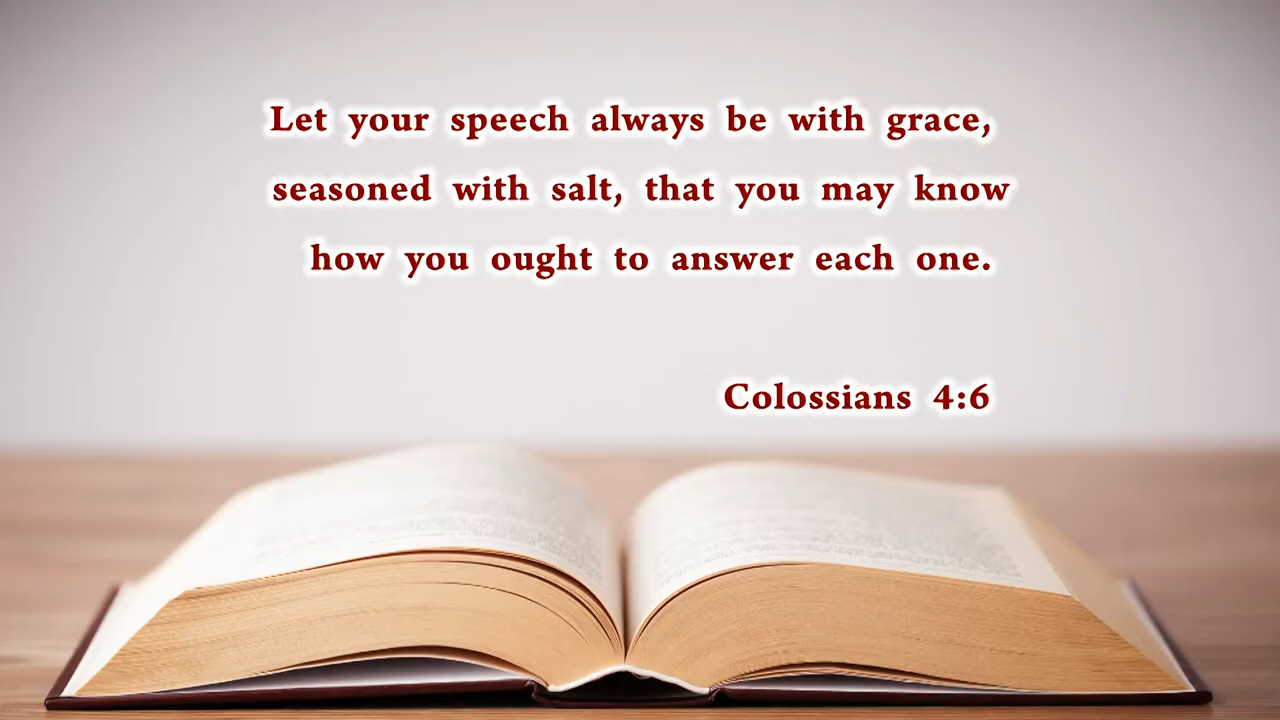 Let your speech always be with grace,
seasoned with salt, that you may know
how you ought to answer each one.
Colossians 4:6